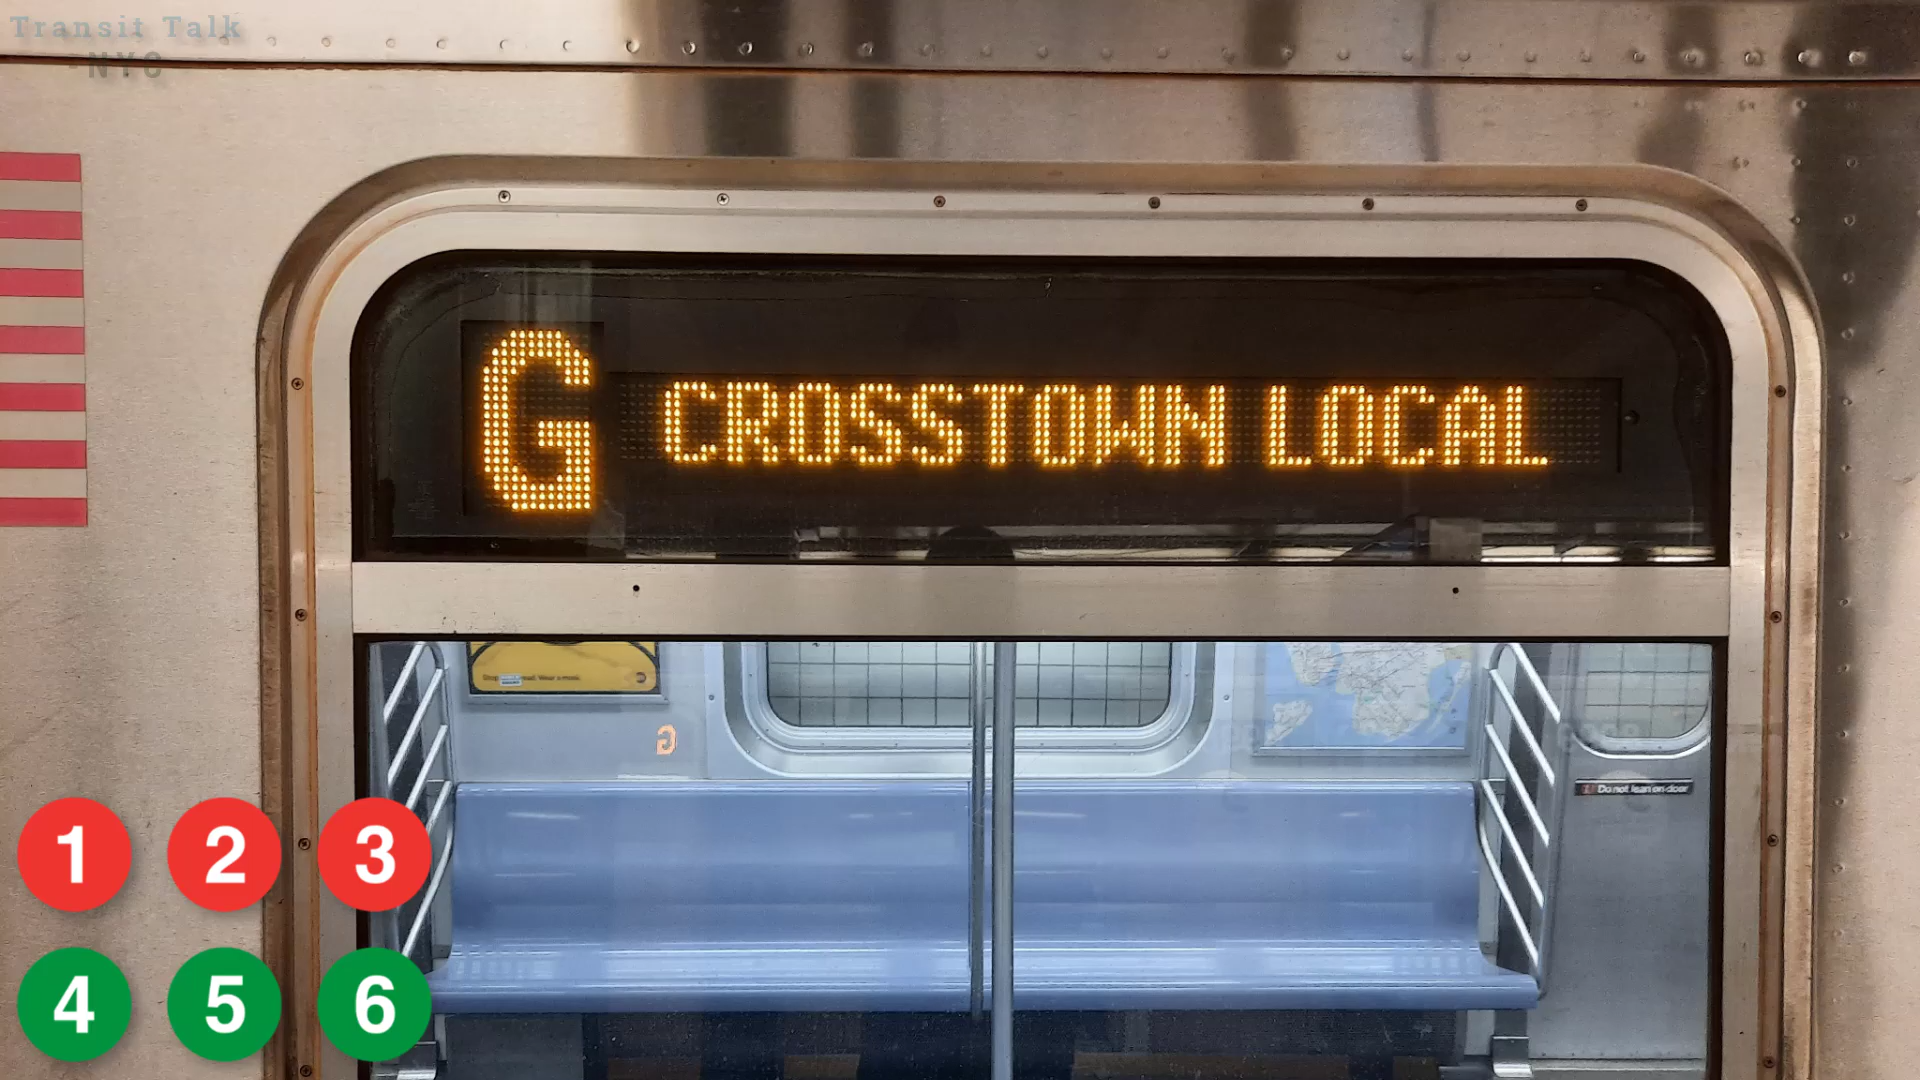 Transit Talk
- NYC
G CROSSTOWN LOCAL
G
Do not lean on door
1 2 3
4 5 6